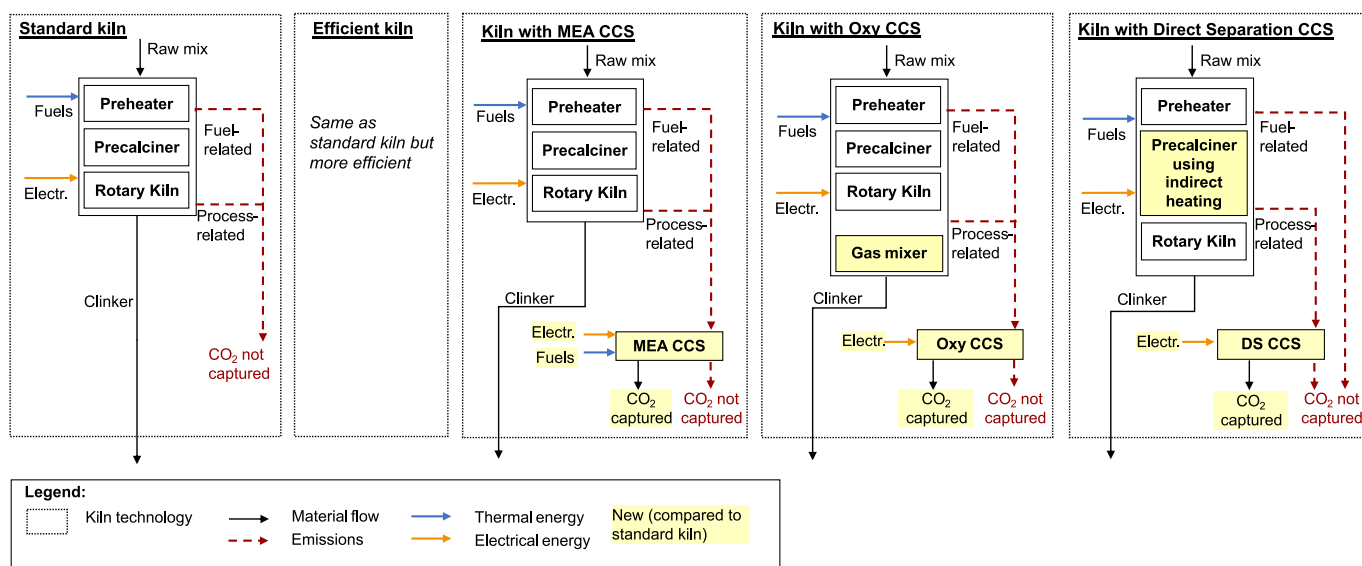 Standard kiln
Raw mix
Preheater
Precalciner
Rotary Kiln
Fuels
Electr.
Fuel-
related
Process-
related
Clinker
CO₂ not
captured
Efficient kiln
Same as
standard kiln but
more efficient
Kiln with MEA CCS
Raw mix
Preheater
Precalciner
Rotary Kiln
Fuels
Electr.
Fuel-
related
Process-
related
Clinker
Electr.
Fuels
MEA CCS
CO₂
captured
CO₂ not
captured
Kiln with Oxy CCS
Raw mix
Preheater
Precalciner
Rotary Kiln
Gas mixer
Fuels
Electr.
Fuel-
related
Process-
related
Clinker
Electr.
Oxy CCS
CO₂
captured
CO₂ not
captured
Kiln with Direct Separation CCS
Raw mix
Preheater
Precalciner
using
indirect
heating
Rotary Kiln
Fuels
Electr.
Fuel-
related
Process-
related
Clinker
Electr.
DS CCS
CO₂
captured
CO₂ not
captured
Legend:
Kiln technology
Material flow
Emissions
Thermal energy
Electrical energy
New (compared to
standard kiln)